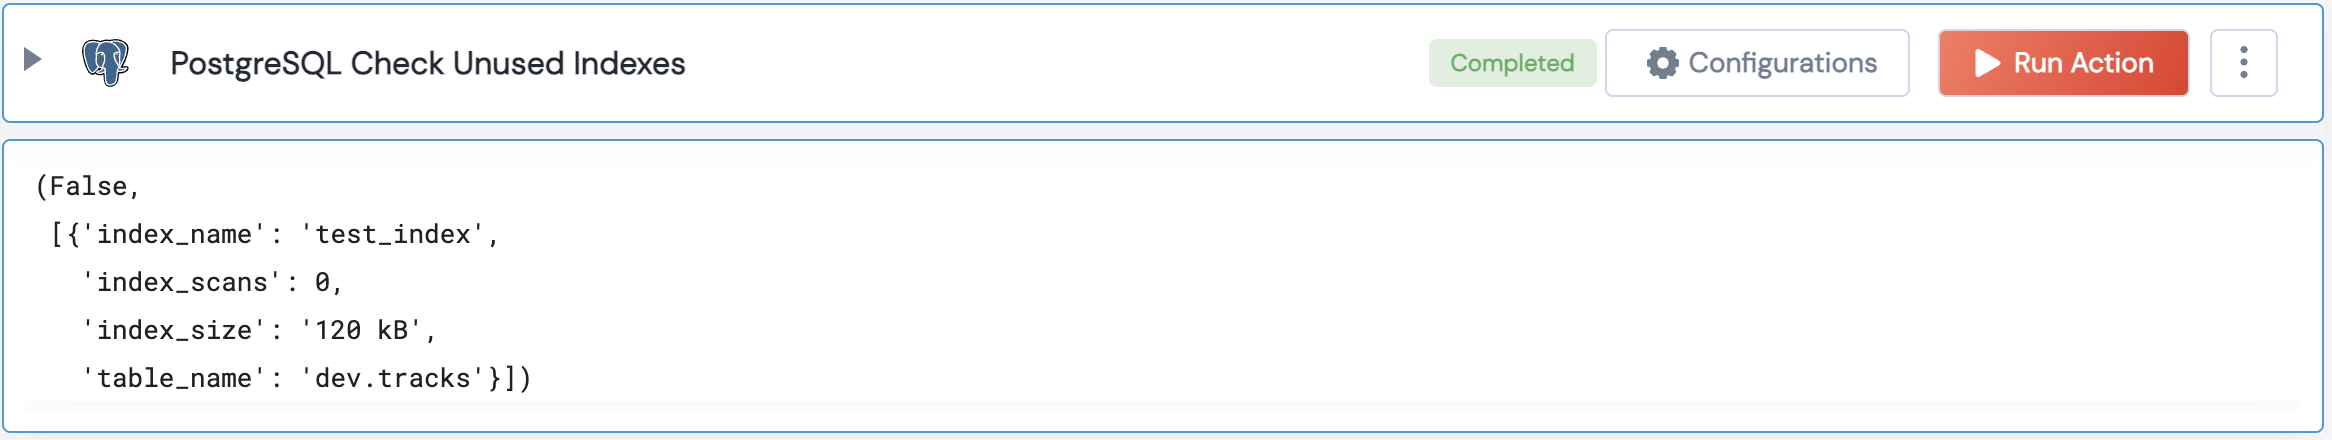 PostgreSQL Check Unused Indexes Completed Configurations Run Action
(False,
[{'index_name': 'test_index',
'index_scans': 0,
'index_size': '120 kB',
'table_name': 'dev.tracks'}])